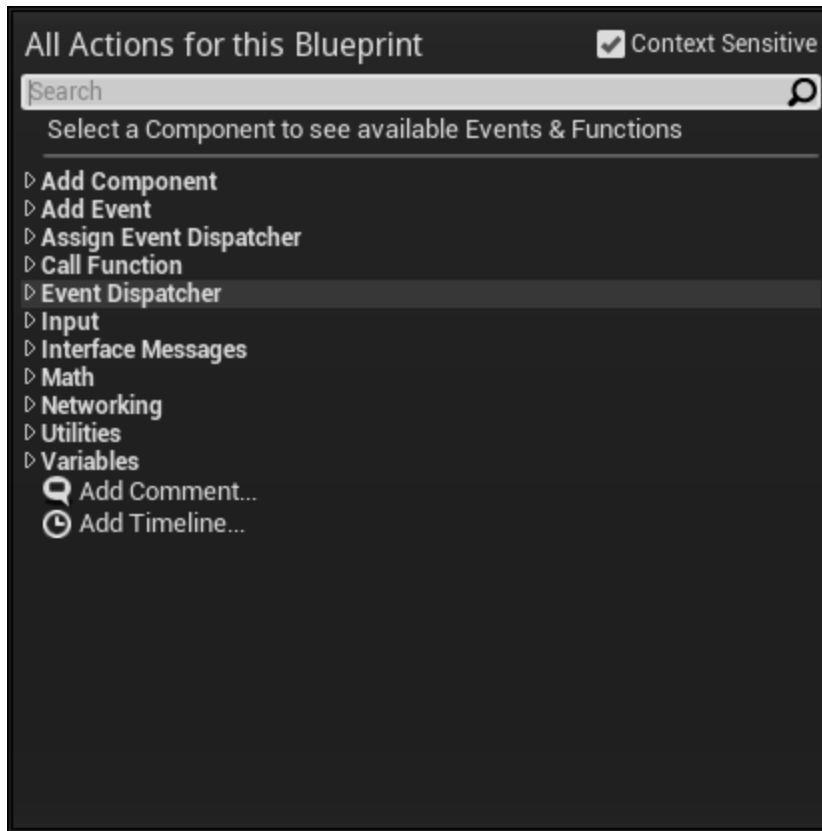 All Actions for this Blueprint Context Sensitive
Search
Select a Component to see available Events & Functions
Add Component
Add Event
Assign Event Dispatcher
Call Function
Event Dispatcher
Input
Interface Messages
Math
Networking
Utilities
Variables
Add Comment...
Add Timeline...